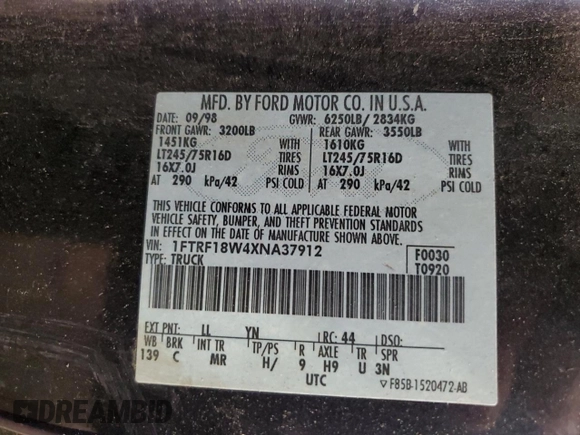 MFD. BY FORD MOTOR CO. IN U.S.A.
DATE: 09/98 GVWR: 6250LB/ 2834KG
FRONT GAWR: 3200LB REAR GAWR: 3550LB
1451KG WITH 1610KG WITH
LT245/75R16D TIRES LT245/75R16D TIRES
16X7.0J RIMS 16X7.0J RIMS
AT 290 kPa/42 PSI COLD AT 290 kPa/42 PSI COLD
THIS VEHICLE CONFORMS TO ALL APPLICABLE FEDERAL MOTOR
VEHICLE SAFETY, BUMPER, AND THEFT PREVENTION STANDARDS
IN EFFECT ON THE DATE OF MANUFACTURE SHOWN ABOVE.
VIN: 1FTRF18W4XNA37912 F0030
TYPE: TRUCK T0920
EXT PNT: LL YN RC: 44 DSO:
WB BRK INT TR TP/PS R AXLE TR SPR
139 C MR H/ 9 H9 U 3N
UTC
F85B-1520472-AB
DREAMBID